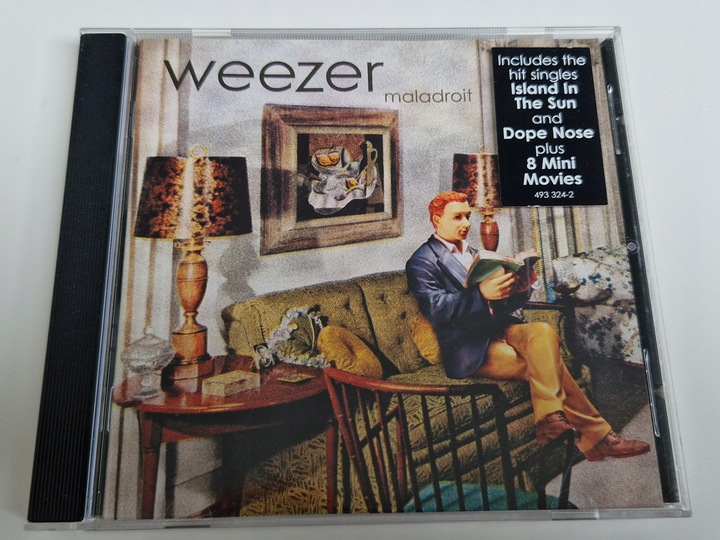 weezer
maladroit
Includes the
hit singles
Island In
The Sun
and
Dope Nose
plus
8 Mini
Movies
493 324-2